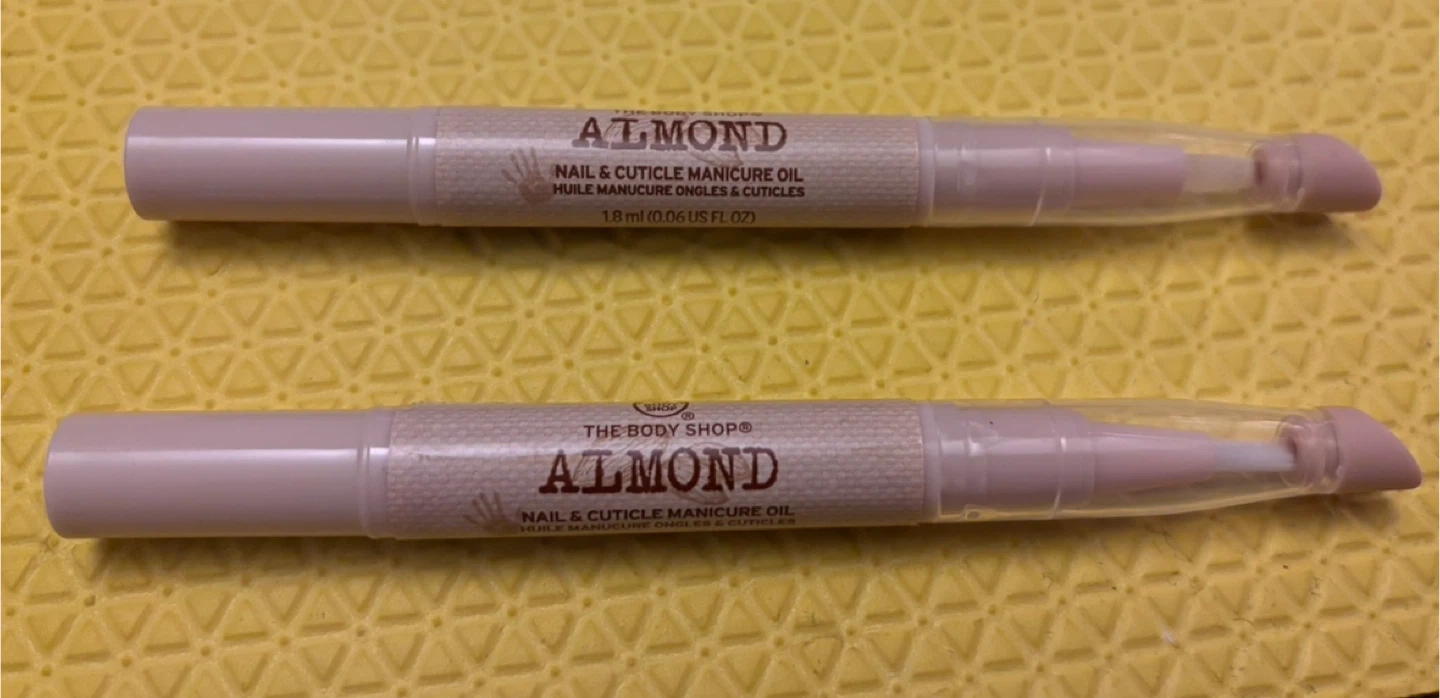 THE BODY SHOP®
ALMOND
NAIL & CUTICLE MANICURE OIL
HUILE MANUCURE ONGLES & CUTICLES
1.8 ml (0.06 US FL OZ)
SHOP
®
THE BODY SHOP®
ALMOND
NAIL & CUTICLE MANICURE OIL
HUILE MANUCURE ONGLES & CUTICLES